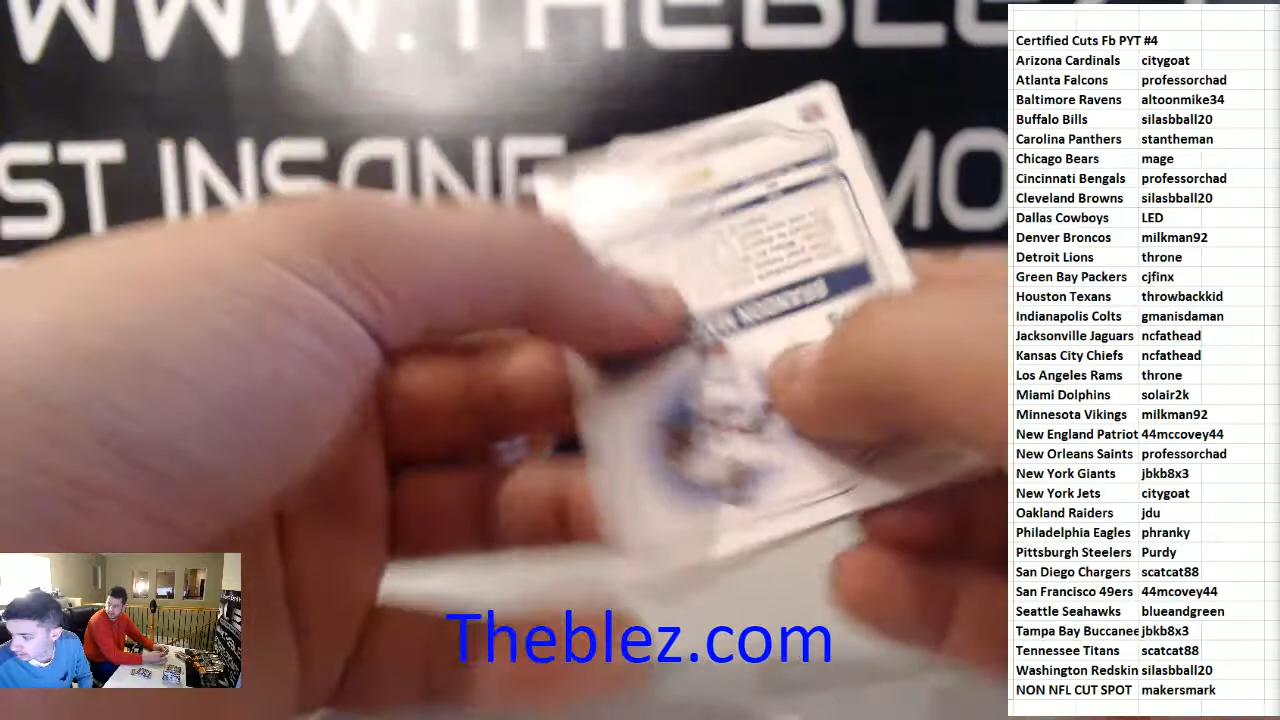 WWW.THEBLEZ
ST INSANE MO
Theblez.com
Certified Cuts Fb PYT #4
Arizona Cardinals citygoat
Atlanta Falcons professorchad
Baltimore Ravens altoonmike34
Buffalo Bills silasbball20
Carolina Panthers stantheman
Chicago Bears mage
Cincinnati Bengals professorchad
Cleveland Browns silasbball20
Dallas Cowboys LED
Denver Broncos milkman92
Detroit Lions throne
Green Bay Packers cjfinx
Houston Texans throwbackkid
Indianapolis Colts gmanisdaman
Jacksonville Jaguars ncfathead
Kansas City Chiefs ncfathead
Los Angeles Rams throne
Miami Dolphins solair2k
Minnesota Vikings milkman92
New England Patriot 44mccovey44
New Orleans Saints professorchad
New York Giants jbkb8x3
New York Jets citygoat
Oakland Raiders jdu
Philadelphia Eagles phranky
Pittsburgh Steelers Purdy
San Diego Chargers scatcat88
San Francisco 49ers 44mcovey44
Seattle Seahawks blueandgreen
Tampa Bay Buccanee jbkb8x3
Tennessee Titans scatcat88
Washington Redskin silasbball20
NON NFL CUT SPOT makersmark